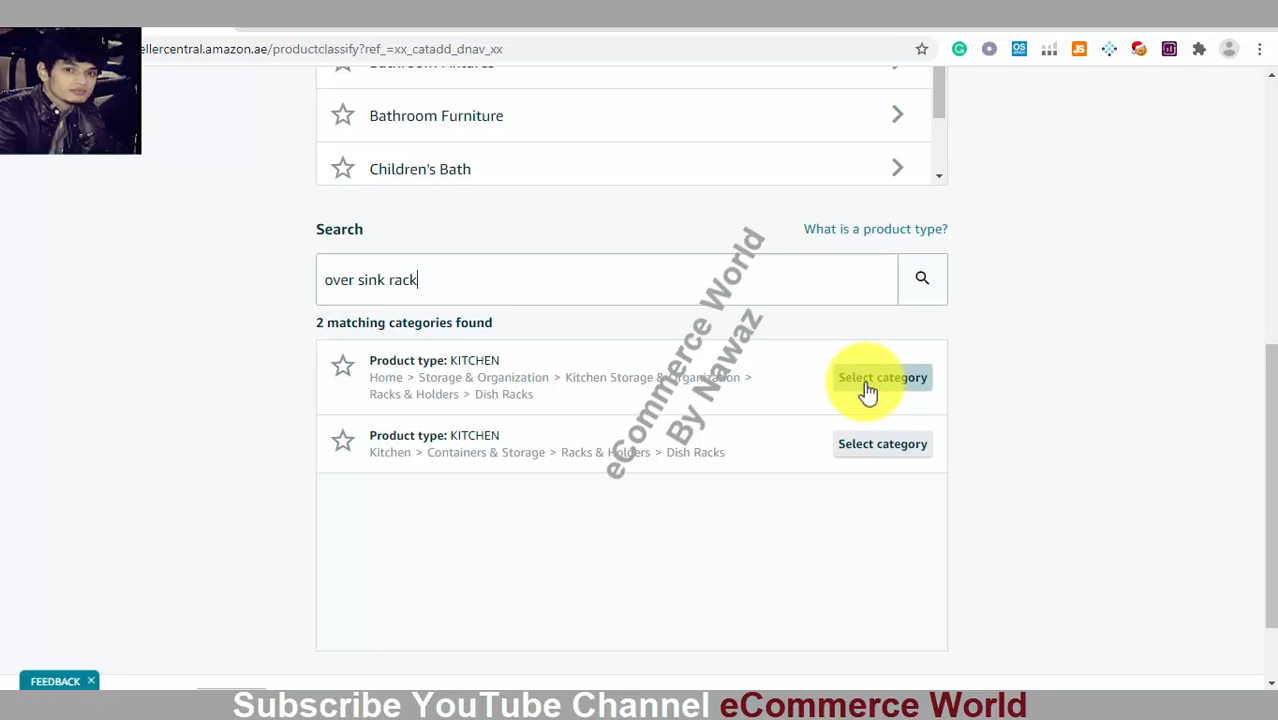 ellercentral.amazon.ae/productclassify?ref_=xx_catadd_dnav_xx
Bathroom Furniture
Children's Bath
Search
What is a product type?
over sink rack
2 matching categories found
Product type: KITCHEN
Home > Storage & Organization > Kitchen Storage & Organization >
Racks & Holders > Dish Racks
Select category
Product type: KITCHEN
Kitchen > Containers & Storage > Racks & Holders > Dish Racks
Select category
eCommerce World
By Nawaz
FEEDBACK
Subscribe YouTube Channel eCommerce World